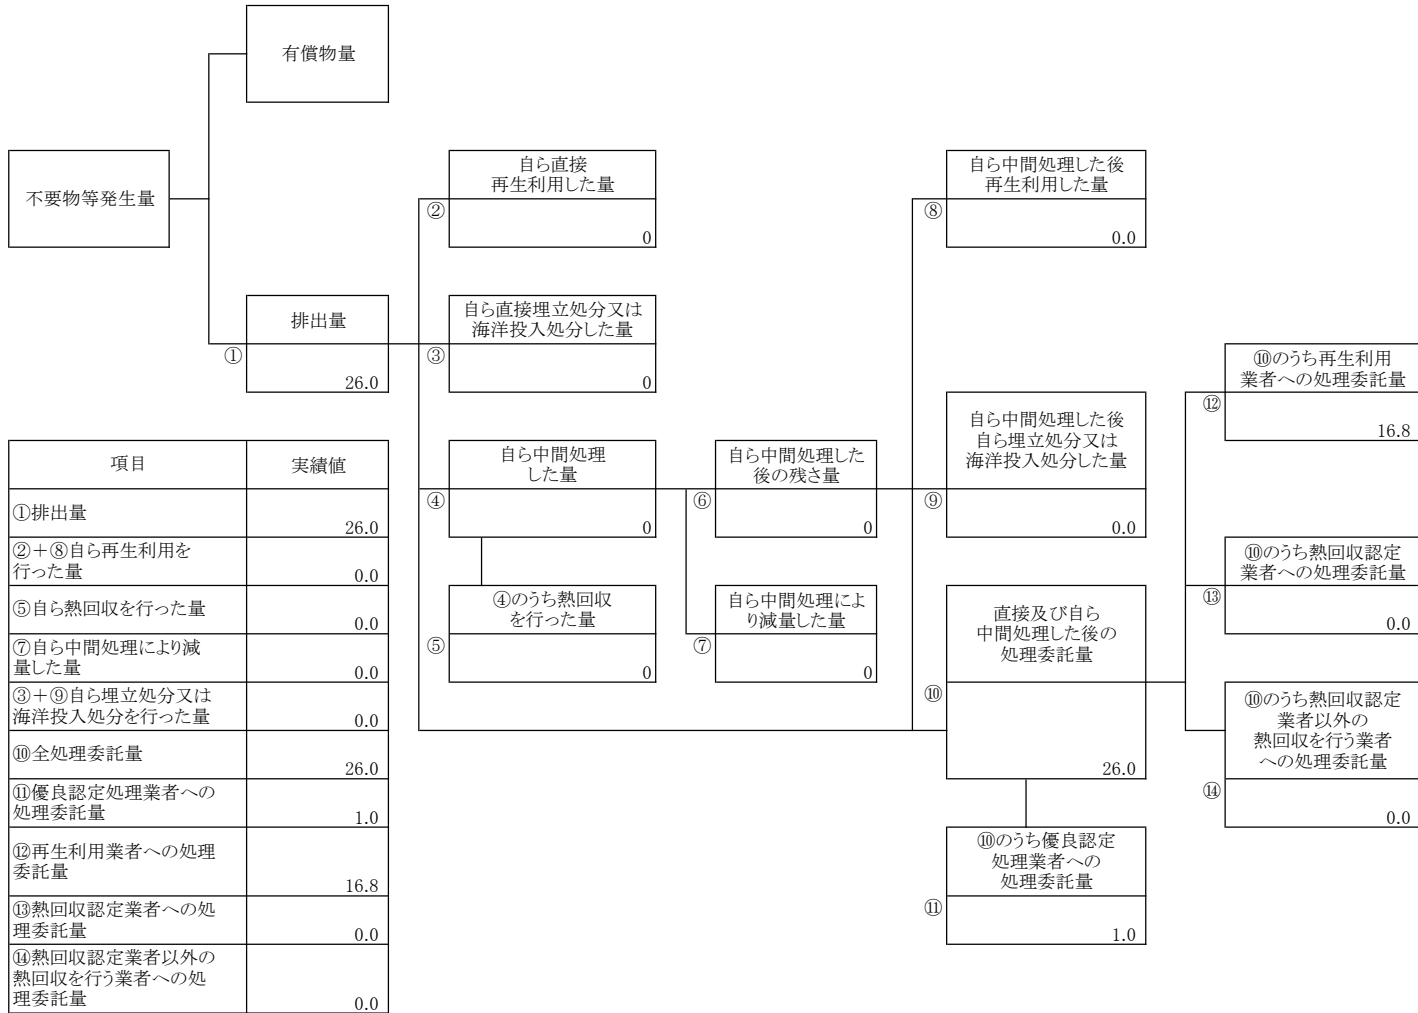 有償物量
不要物等発生量
自ら直接
再生利用した量
②
0
自ら中間処理した後
再生利用した量
⑧
0.0
排出量
①
26.0
自ら直接埋立処分又は
海洋投入処分した量
③
0
⑩のうち再生利用
業者への処理委託量
⑫
16.8
自ら中間処理
した量
④
0
自ら中間処理した
後の残さ量
⑥
0
自ら中間処理した後
自ら埋立処分又は
海洋投入処分した量
⑨
0.0
⑩のうち熱回収認定
業者への処理委託量
⑬
0.0
④のうち熱回収
を行った量
⑤
0
自ら中間処理によ
り減量した量
⑦
0
直接及び自ら
中間処理した後の
処理委託量
⑩
26.0
⑩のうち熱回収認定
業者以外の
熱回収を行う業者
への処理委託量
⑭
0.0
⑩のうち優良認定
処理業者への
処理委託量
⑪
1.0
項目
実績値
①排出量
26.0
②+⑧自ら再生利用を
行った量
0.0
⑤自ら熱回収を行った量
0.0
⑦自ら中間処理により減
量した量
0.0
③+⑨自ら埋立処分又は
海洋投入処分を行った量
0.0
⑩全処理委託量
26.0
⑪優良認定処理業者への
処理委託量
1.0
⑫再生利用業者への処理
委託量
16.8
⑬熱回収認定業者への処
理委託量
0.0
⑭熱回収認定業者以外の
熱回収を行う業者への処
理委託量
0.0